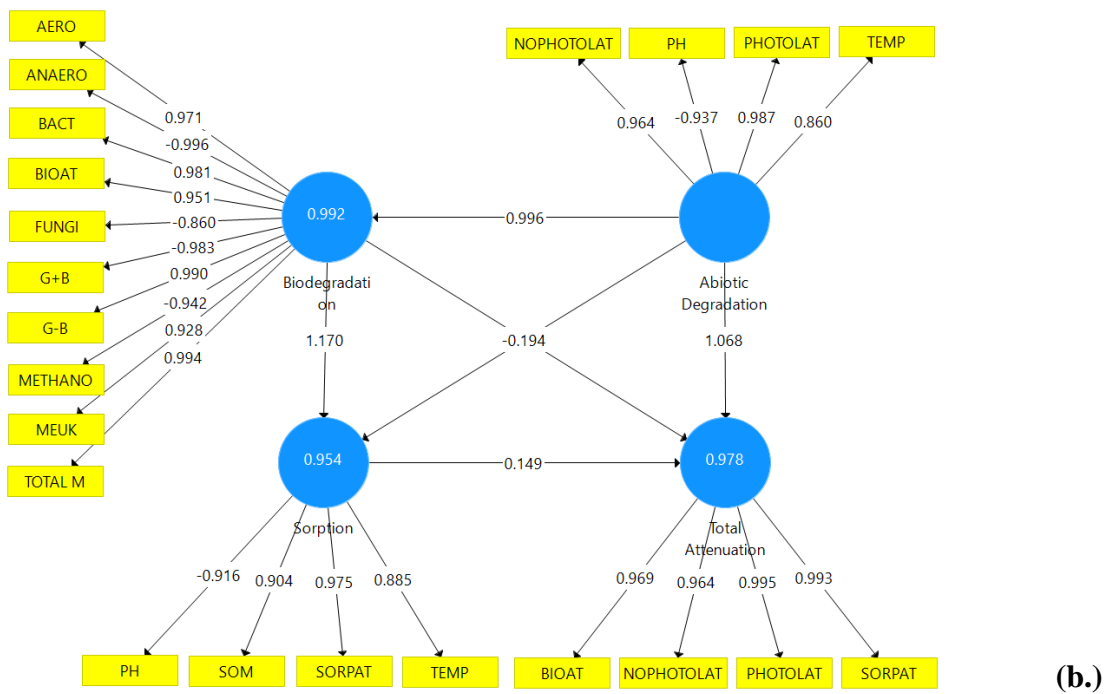 AERO
ANAERO
BACT
BIOAT
FUNGI
G+B
G-B
METHANO
MEUK
TOTAL M
0.971
-0.996
0.981
0.951
-0.860
-0.983
0.990
-0.942
0.928
0.994
NOPHOTOLAT
PH
PHOTOLAT
TEMP
0.964
-0.937
0.987
0.860
0.992
0.996
Biodegradati
on
Abiotic
Degradation
1.170
-0.194
1.068
0.954
0.149
0.978
Sorption
Total
Attenuation
-0.916
0.904
0.975
0.885
0.969
0.964
0.995
0.993
PH
SOM
SORPAT
TEMP
BIOAT
NOPHOTOLAT
PHOTOLAT
SORPAT
(b.)